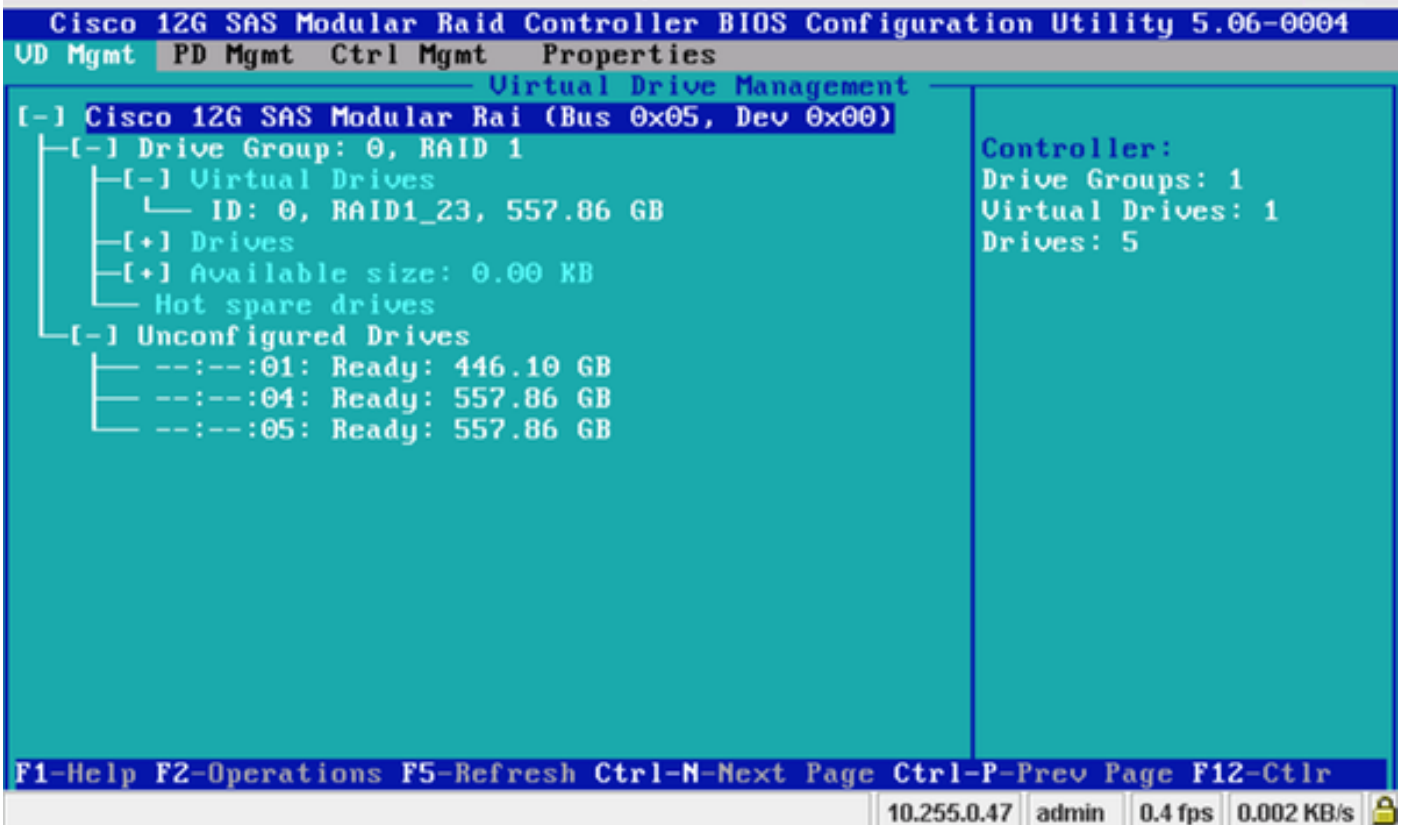 Cisco 12G SAS Modular Raid Controller BIOS Configuration Utility 5.06-0004
VD Mgmt PD Mgmt Ctrl Mgmt Properties
Virtual Drive Management
[-] Cisco 12G SAS Modular Rai (Bus 0x05, Dev 0x00)
[-] Drive Group: 0, RAID 1
[-] Virtual Drives
ID: 0, RAID1_23, 557.86 GB
[+] Drives
[+] Available size: 0.00 KB
Hot spare drives
[-] Unconfigured Drives
--:--:01: Ready: 446.10 GB
--:--:04: Ready: 557.86 GB
--:--:05: Ready: 557.86 GB
Controller:
Drive Groups: 1
Virtual Drives: 1
Drives: 5
F1-Help F2-Operations F5-Refresh Ctrl-N-Next Page Ctrl-P-Prev Page F12-Ctlr
10.255.0.47 admin 0.4 fps 0.002 KB/s